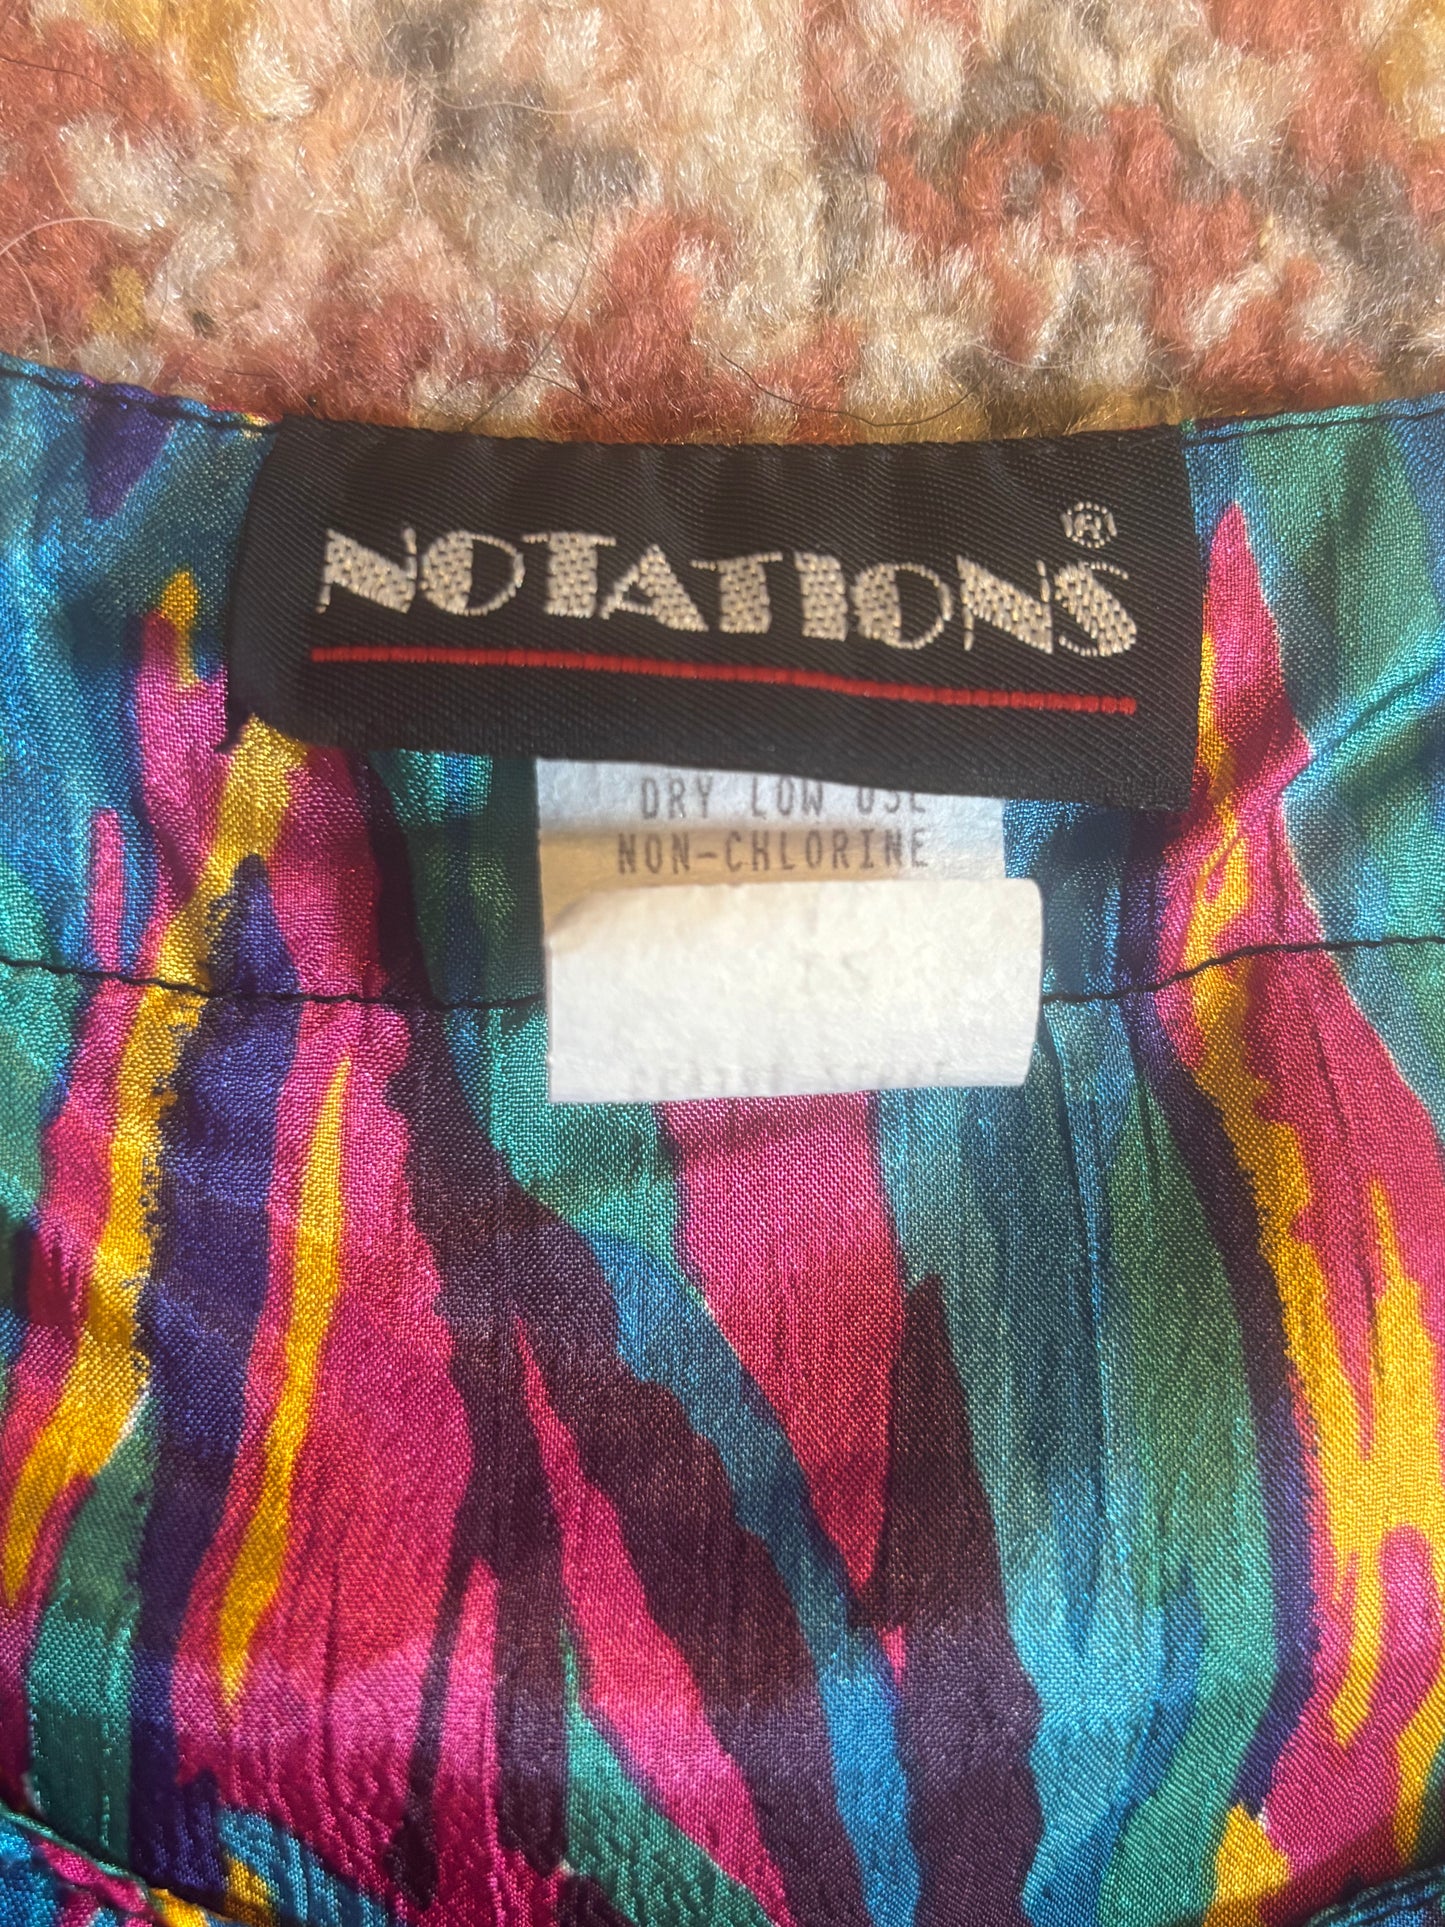 NOTATIONS®
DRY LOW USE
NON-CHLORINE